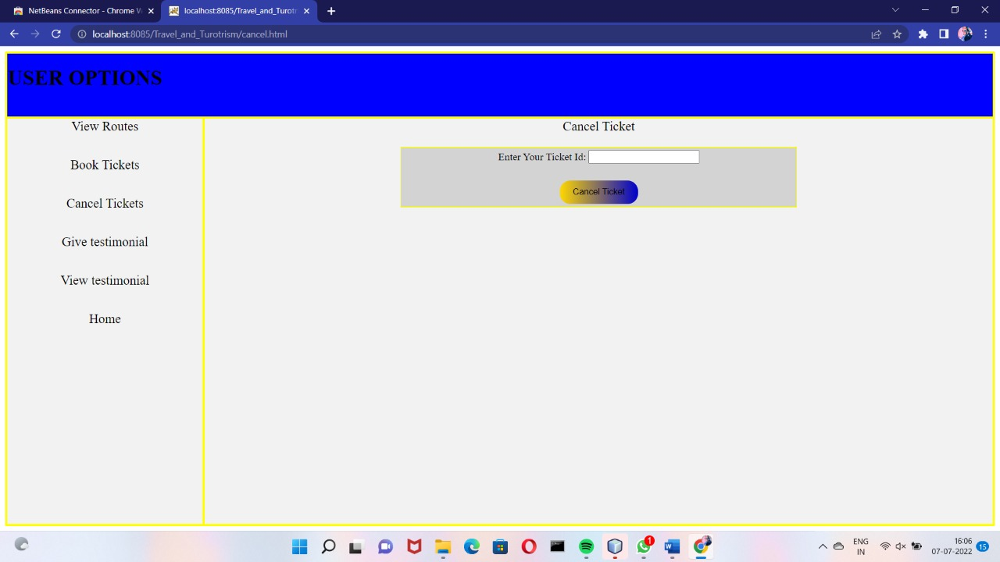 NetBeans Connector - Chrome W
localhost:8085/Travel_and_Turotr
localhost:8085/Travel_and_Turotrism/cancel.html
USER OPTIONS
View Routes
Book Tickets
Cancel Tickets
Give testimonial
View testimonial
Home
Cancel Ticket
Enter Your Ticket Id:
Cancel Ticket
1
W
ENG
IN
16:06
07-07-2022
15